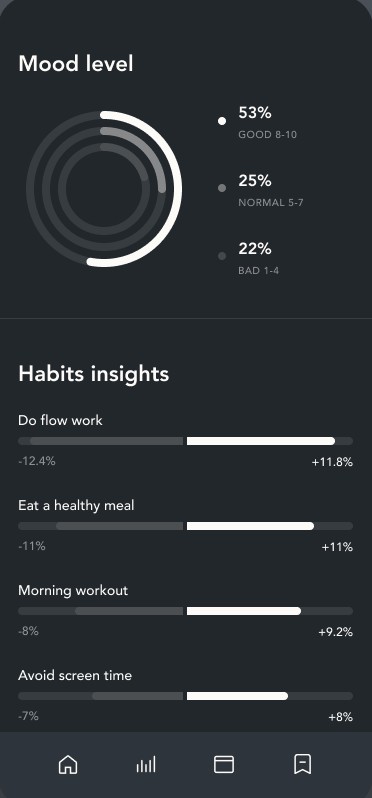 Mood level
53%
GOOD 8-10
25%
NORMAL 5-7
22%
BAD 1-4
Habits insights
Do flow work
-12.4% +11.8%
Eat a healthy meal
-11% +11%
Morning workout
-8% +9.2%
Avoid screen time
-7% +8%